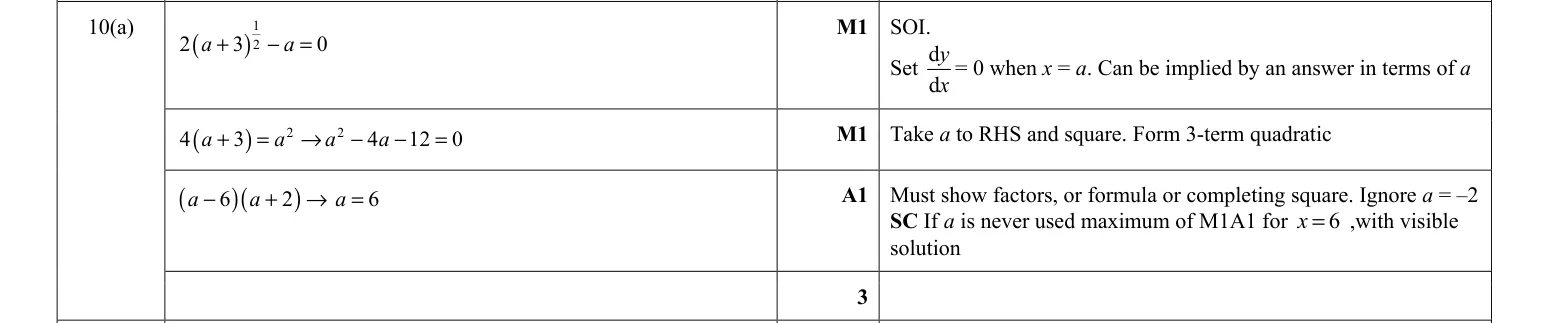 10(a)
2(a + 3)^{1/2} − a = 0
M1
SOI.
Set dy/dx = 0 when x = a. Can be implied by an answer in terms of a
4(a + 3) = a² → a² − 4a − 12 = 0
M1
Take a to RHS and square. Form 3-term quadratic
(a − 6)(a + 2) → a = 6
A1
Must show factors, or formula or completing square. Ignore a = –2
SC If a is never used maximum of M1A1 for x = 6 ,with visible
solution
3